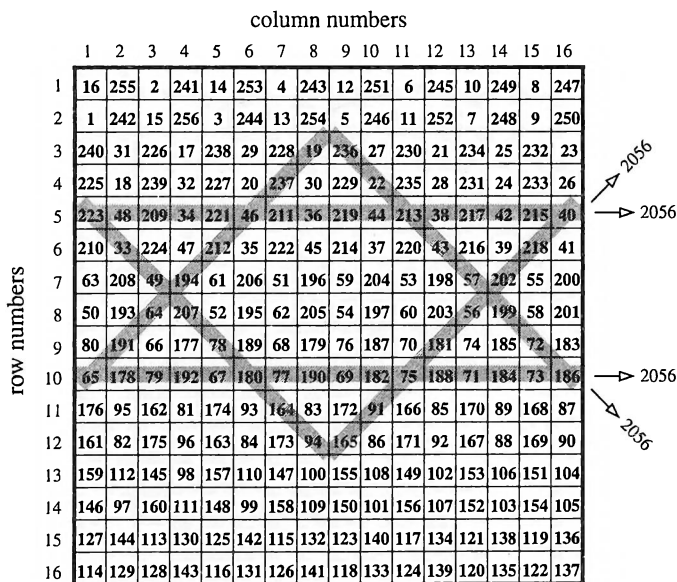 column numbers
1 2 3 4 5 6 7 8 9 10 11 12 13 14 15 16
1 16 255 2 241 14 253 4 243 12 251 6 245 10 249 8 247
2 1 242 15 256 3 244 13 254 5 246 11 252 7 248 9 250
3 240 31 226 17 238 29 228 19 236 27 230 21 234 25 232 23
2056
4 225 18 239 32 227 20 237 30 229 22 235 28 231 24 233 26
5 223 48 209 34 221 46 211 36 219 44 213 38 217 42 215 40 2056
6 210 33 224 47 212 35 222 45 214 37 220 43 216 39 218 41
7 63 208 49 194 61 206 51 196 59 204 53 198 57 202 55 200
8 50 193 64 207 52 195 62 205 54 197 60 203 56 199 58 201
row numbers
9 80 191 66 177 78 189 68 179 76 187 70 181 74 185 72 183
10 65 178 79 192 67 180 77 190 69 182 75 188 71 184 73 186 2056
11 176 95 162 81 174 93 164 83 172 91 166 85 170 89 168 87
2056
12 161 82 175 96 163 84 173 94 165 86 171 92 167 88 169 90
13 159 112 145 98 157 110 147 100 155 108 149 102 153 106 151 104
14 146 97 160 111 148 99 158 109 150 101 156 107 152 103 154 105
15 127 144 113 130 125 142 115 132 123 140 117 134 121 138 119 136
16 114 129 128 143 116 131 126 141 118 133 124 139 120 135 122 137